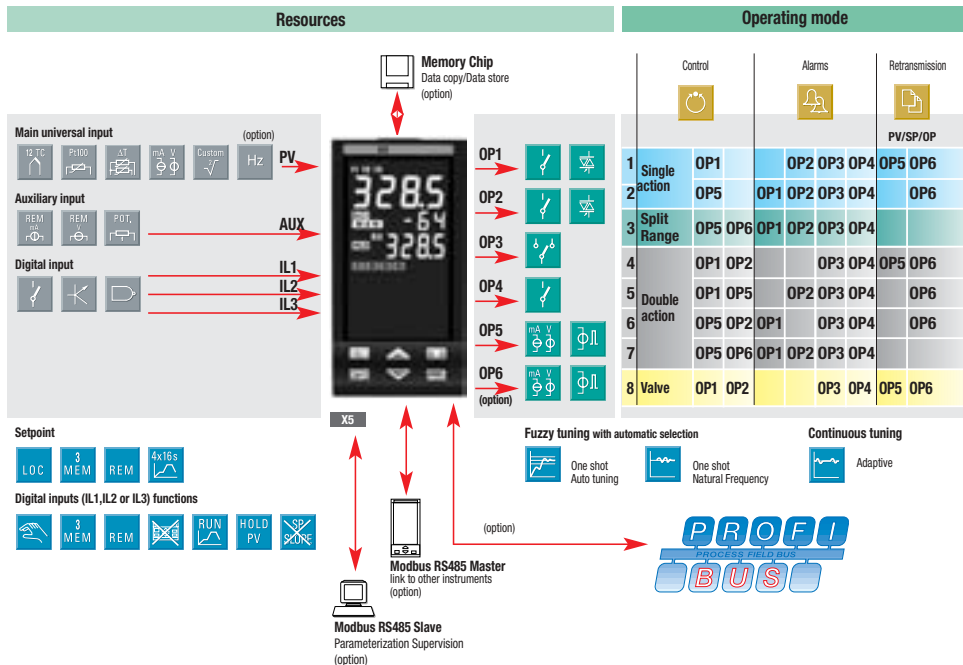 Resources
Operating mode
Memory Chip
Data copy/Data store
(option)
Main universal input
(option)
12 TC
Pt100
ΔT
mA V
Custom
Hz
PV
Auxiliary input
REM
mA
REM
V
POT,
AUX
Digital input
IL1
IL2
IL3
328.5
-64
328.5
OP1
OP2
OP3
OP4
OP5
mA V
OP6
(option)
mA V
Control
Alarms
Retransmission
PV/SP/OP
1 Single action OP1 OP2 OP3 OP4 OP5 OP6
2 OP5 OP1 OP2 OP3 OP4 OP6
3 Split Range OP5 OP6 OP1 OP2 OP3 OP4
4 OP1 OP2 OP3 OP4 OP5 OP6
5 Double action OP1 OP5 OP2 OP3 OP4 OP6
6 OP5 OP2 OP1 OP3 OP4 OP6
7 OP5 OP6 OP1 OP2 OP3 OP4
8 Valve OP1 OP2 OP3 OP4 OP5 OP6
X5
Setpoint
LOC
3 MEM
REM
4x16s
Digital inputs (IL1,IL2 or IL3) functions
3 MEM
REM
RUN
HOLD PV
SP SLOPE
Fuzzy tuning with automatic selection
One shot
Auto tuning
One shot
Natural Frequency
Continuous tuning
Adaptive
(option)
PROFI
PROCESS FIELD BUS
BUS
Modbus RS485 Master
link to other instruments
(option)
Modbus RS485 Slave
Parameterization Supervision
(option)